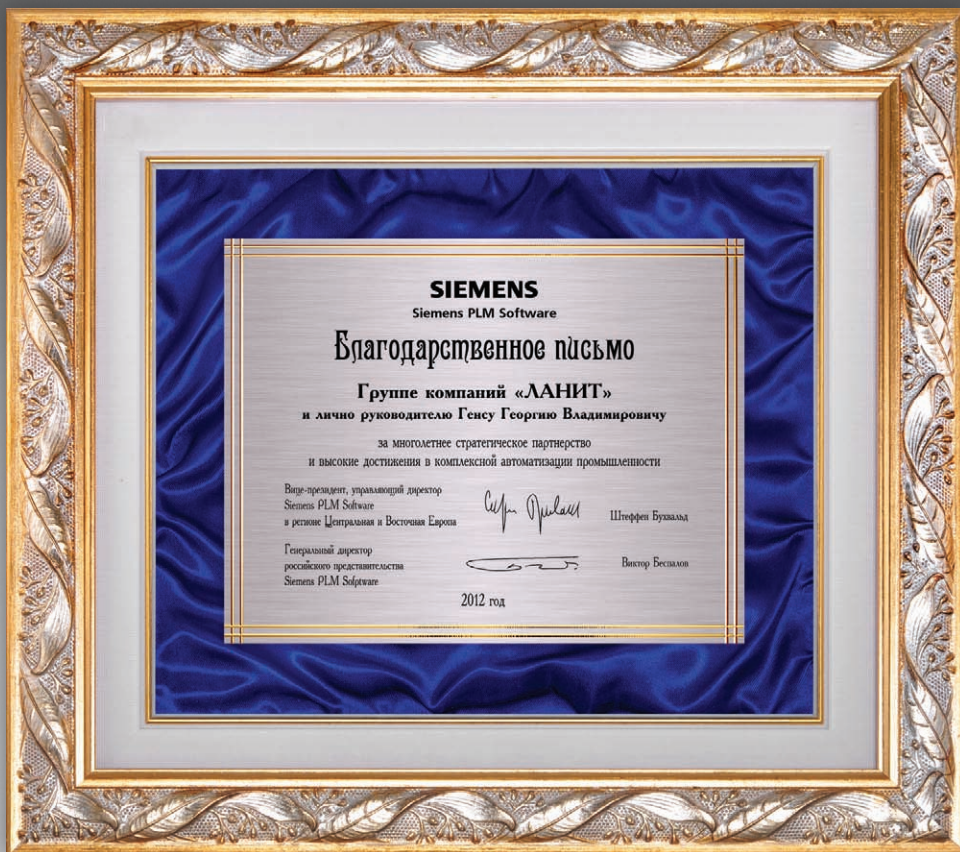 SIEMENS
Siemens PLM Software
Благодарственное письмо
Группе компаний «ЛАНИТ»
и лично руководителю Генсу Георгию Владимировичу
за многолетнее стратегическое партнерство
и высокие достижения в комплексной автоматизации промышленности
Вице-президент, управляющий директор
Siemens PLM Software
в регионе Центральная и Восточная Европа
Штеффен Бухвальд
Генеральный директор
российского представительства
Siemens PLM Sofptware
Виктор Беспалов
2012 год